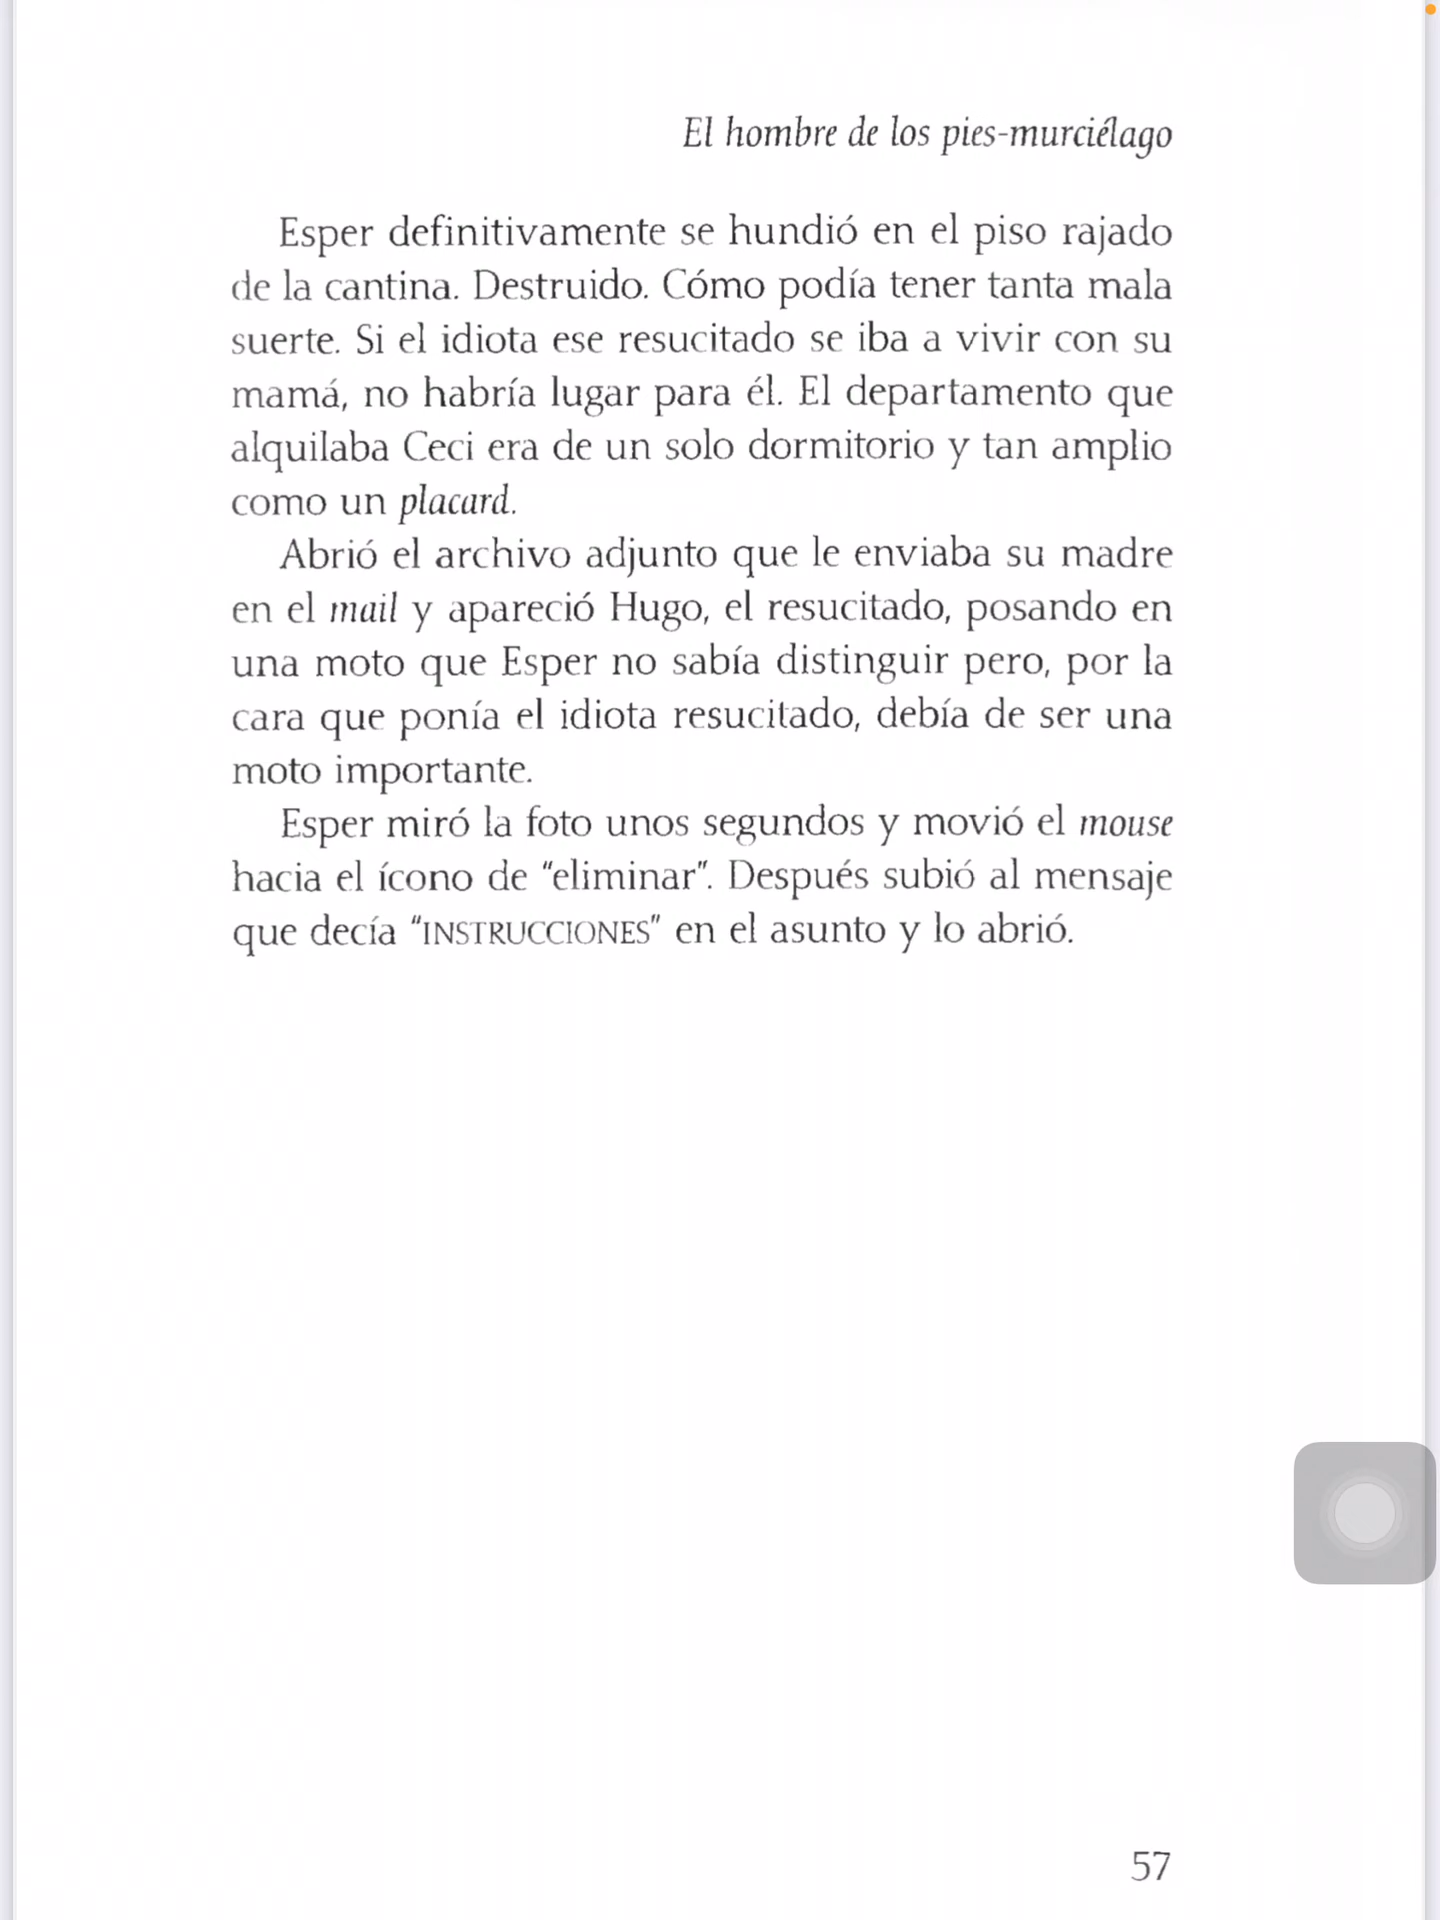 El hombre de los pies-murciélago
Esper definitivamente se hundió en el piso rajado
de la cantina. Destruido. Cómo podía tener tanta mala
suerte. Si el idiota ese resucitado se iba a vivir con su
mamá, no habría lugar para él. El departamento que
alquilaba Ceci era de un solo dormitorio y tan amplio
como un placard.
Abrió el archivo adjunto que le enviaba su madre
en el mail y apareció Hugo, el resucitado, posando en
una moto que Esper no sabía distinguir pero, por la
cara que ponía el idiota resucitado, debía de ser una
moto importante.
Esper miró la foto unos segundos y movió el mouse
hacia el ícono de "eliminar". Después subió al mensaje
que decía "INSTRUCCIONES" en el asunto y lo abrió.
57